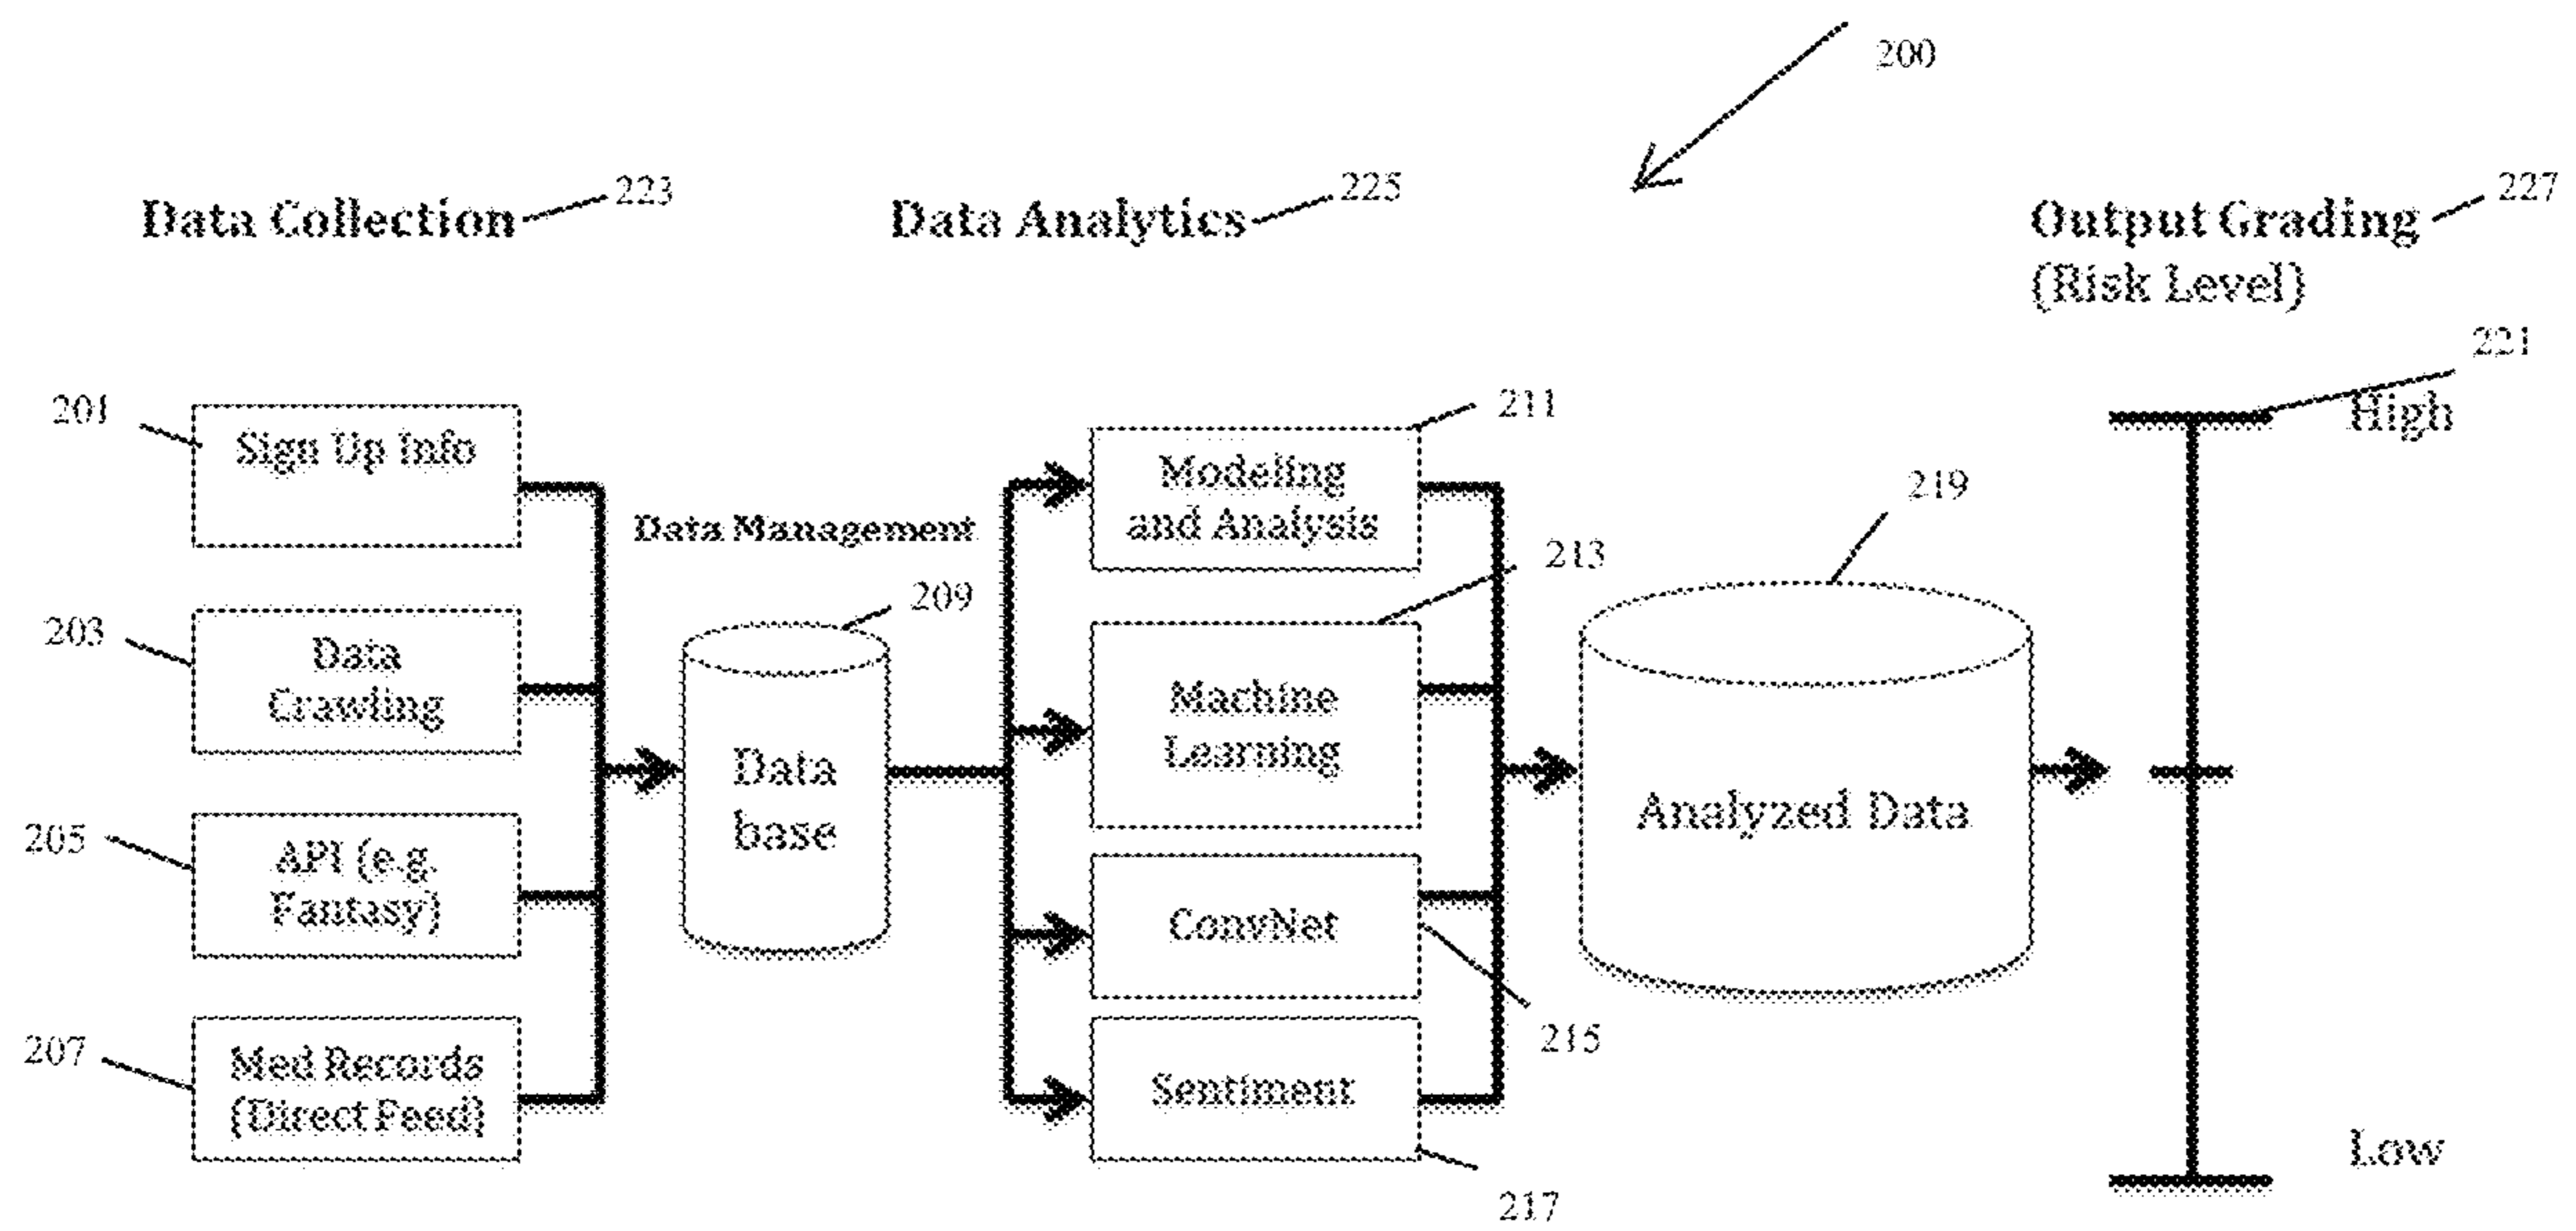 200
Data Collection
223
Data Analytics
225
Output Grading
227
(Risk Level)
221
High
201
Sign Up Info
203
Data
Crawling
205
API (e.g.
Fantasy)
207
Med Records
(Direct Feed)
Data Management
209
Data
base
211
Modeling
and Analysis
213
Machine
Learning
ConvNet
215
Sentiment
217
219
Analyzed Data
Low